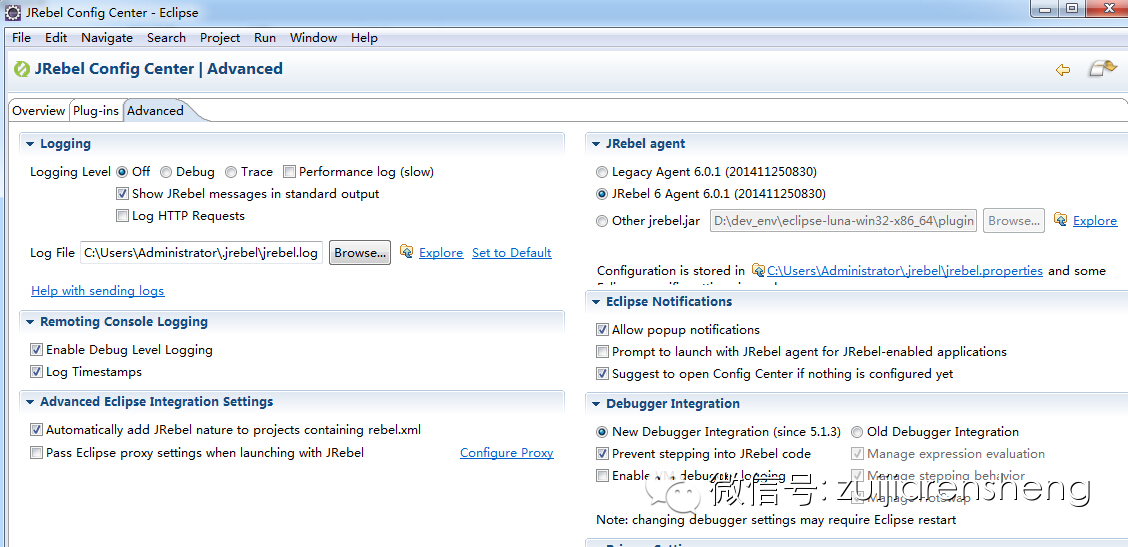 JRebel Config Center - Eclipse
File Edit Navigate Search Project Run Window Help
JRebel Config Center | Advanced
Overview Plug-ins Advanced
Logging
Logging Level Off Debug Trace Performance log (slow)
Show JRebel messages in standard output
Log HTTP Requests
Log File C:\Users\Administrator\.jrebel\jrebel.log Browse... Explore Set to Default
Help with sending logs
Remoting Console Logging
Enable Debug Level Logging
Log Timestamps
Advanced Eclipse Integration Settings
Automatically add JRebel nature to projects containing rebel.xml
Pass Eclipse proxy settings when launching with JRebel Configure Proxy
JRebel agent
Legacy Agent 6.0.1 (201411250830)
JRebel 6 Agent 6.0.1 (201411250830)
Other jrebel.jar D:\dev_env\eclipse-luna-win32-x86_64\plugin Browse... Explore
Configuration is stored in C:\Users\Administrator\.jrebel\jrebel.properties and some
Eclipse Notifications
Allow popup notifications
Prompt to launch with JRebel agent for JRebel-enabled applications
Suggest to open Config Center if nothing is configured yet
Debugger Integration
New Debugger Integration (since 5.1.3) Old Debugger Integration
Prevent stepping into JRebel code Manage expression evaluation
Enable VM debugger logging Manage stepping behavior
Manage HotSwap
微信号: zuijiarensheng
Note: changing debugger settings may require Eclipse restart